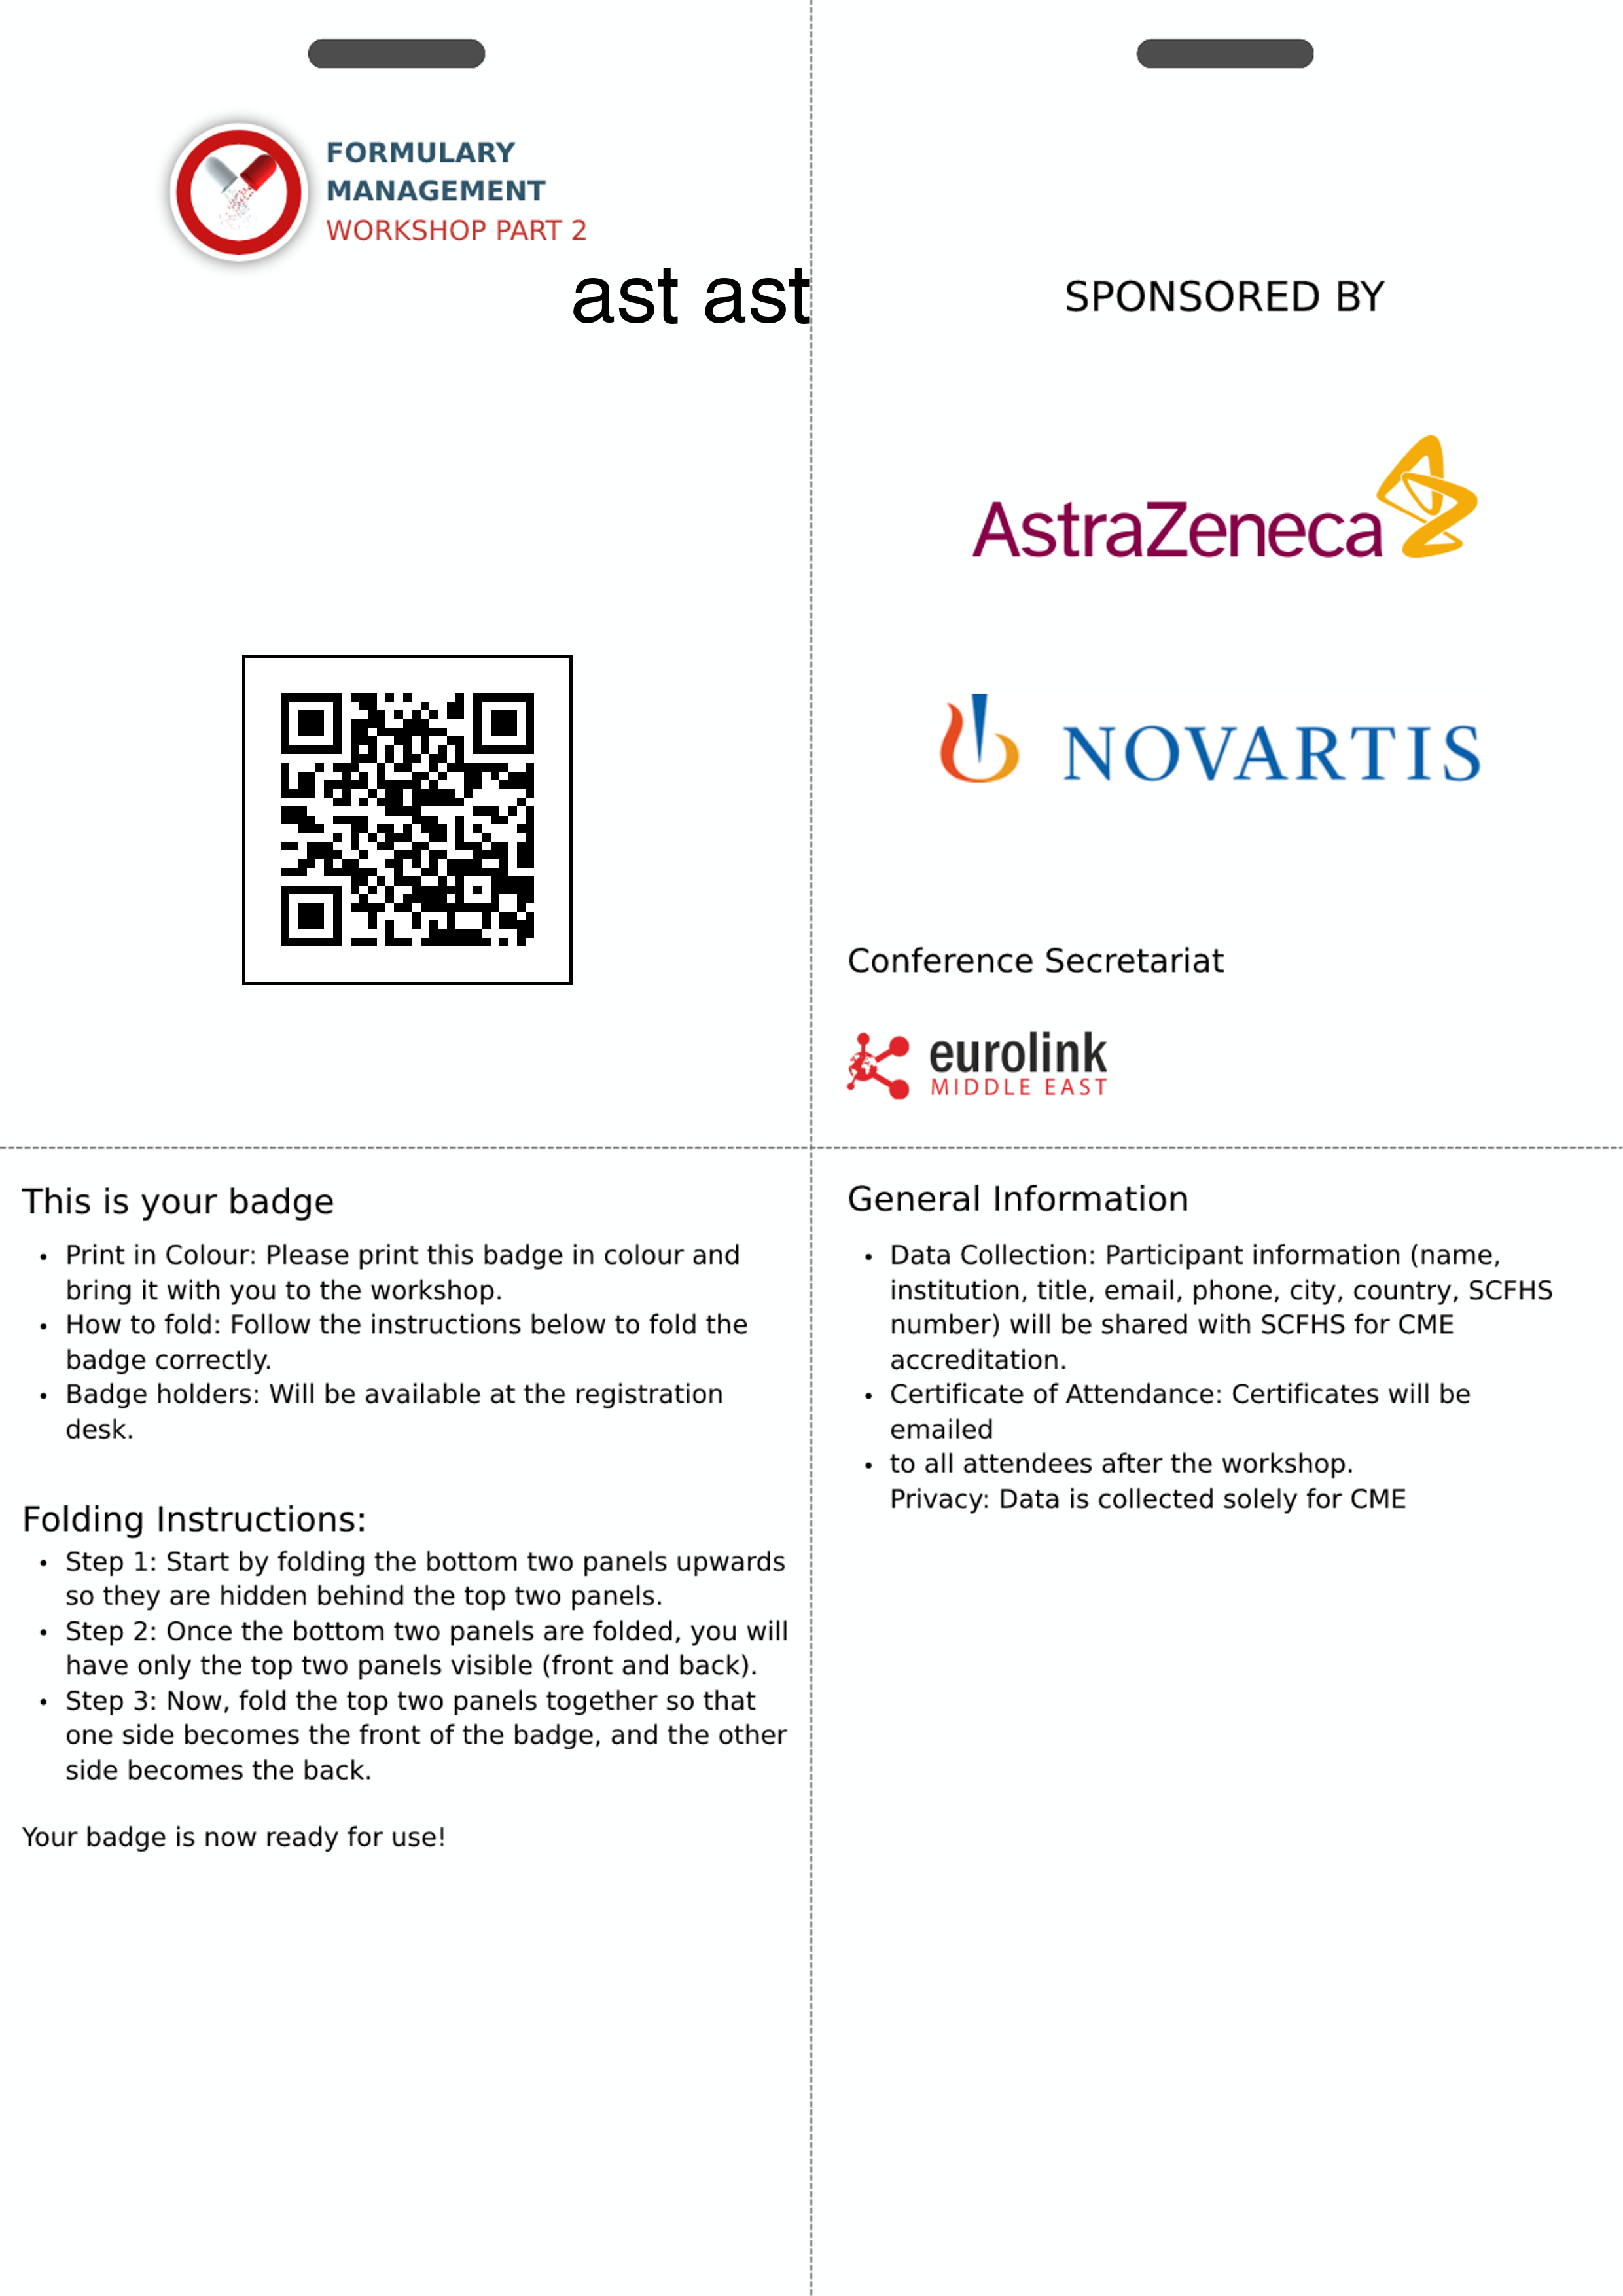 FORMULARY
MANAGEMENT
WORKSHOP PART 2
ast ast
SPONSORED BY
AstraZeneca
NOVARTIS
Conference Secretariat
eurolink
MIDDLE EAST
This is your badge
• Print in Colour: Please print this badge in colour and
bring it with you to the workshop.
• How to fold: Follow the instructions below to fold the
badge correctly.
• Badge holders: Will be available at the registration
desk.
Folding Instructions:
• Step 1: Start by folding the bottom two panels upwards
so they are hidden behind the top two panels.
• Step 2: Once the bottom two panels are folded, you will
have only the top two panels visible (front and back).
• Step 3: Now, fold the top two panels together so that
one side becomes the front of the badge, and the other
side becomes the back.
Your badge is now ready for use!
General Information
• Data Collection: Participant information (name,
institution, title, email, phone, city, country, SCFHS
number) will be shared with SCFHS for CME
accreditation.
• Certificate of Attendance: Certificates will be
emailed
• to all attendees after the workshop.
Privacy: Data is collected solely for CME